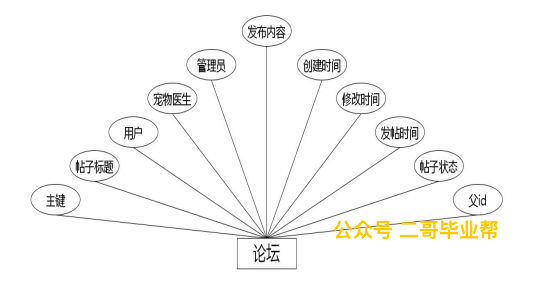 发布内容
管理员
创建时间
宠物医生
修改时间
用户
发帖时间
帖子标题
帖子状态
主键
父id
公众号 二哥毕业帮
论坛